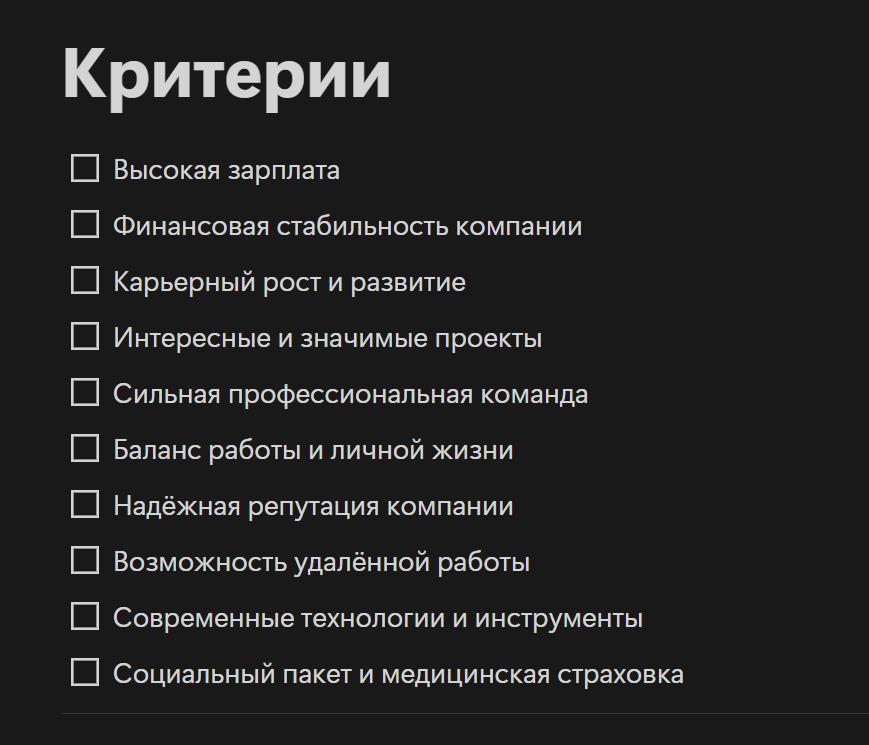 Критерии
Высокая зарплата
Финансовая стабильность компании
Карьерный рост и развитие
Интересные и значимые проекты
Сильная профессиональная команда
Баланс работы и личной жизни
Надёжная репутация компании
Возможность удалённой работы
Современные технологии и инструменты
Социальный пакет и медицинская страховка